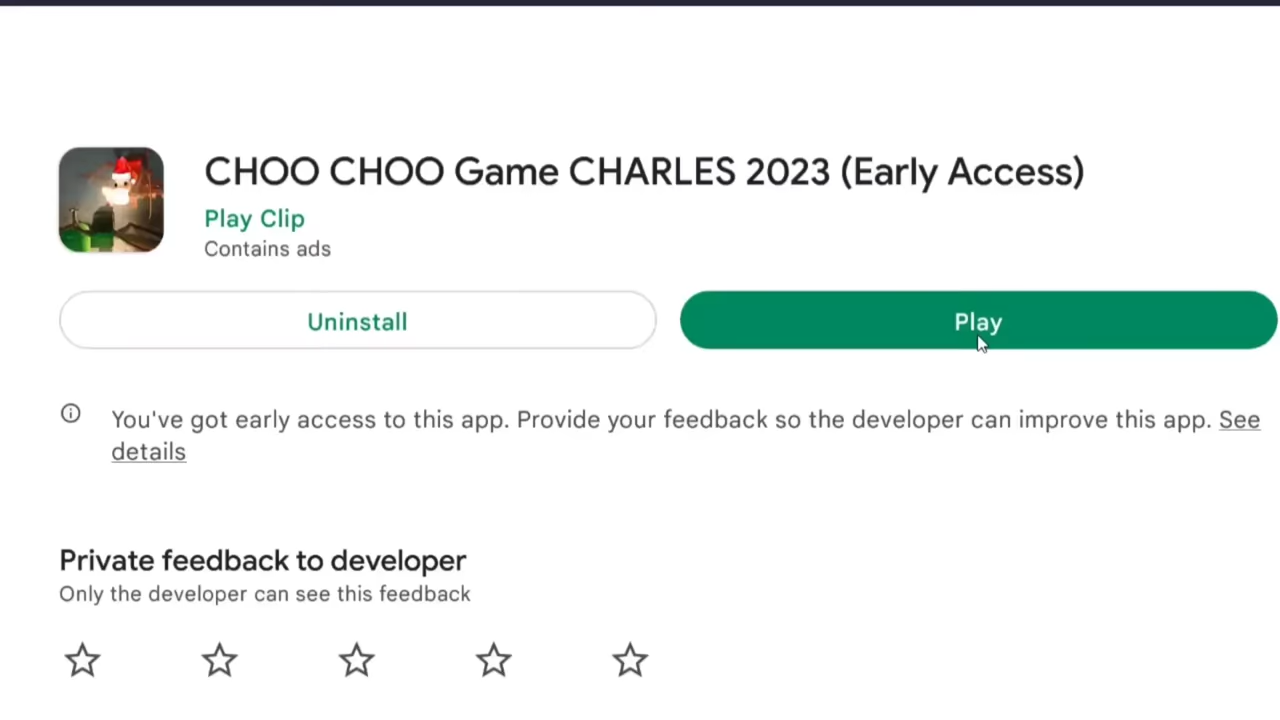 CHOO CHOO Game CHARLES 2023 (Early Access)
Play Clip
Contains ads
Uninstall
Play
You've got early access to this app. Provide your feedback so the developer can improve this app. See
details
Private feedback to developer
Only the developer can see this feedback